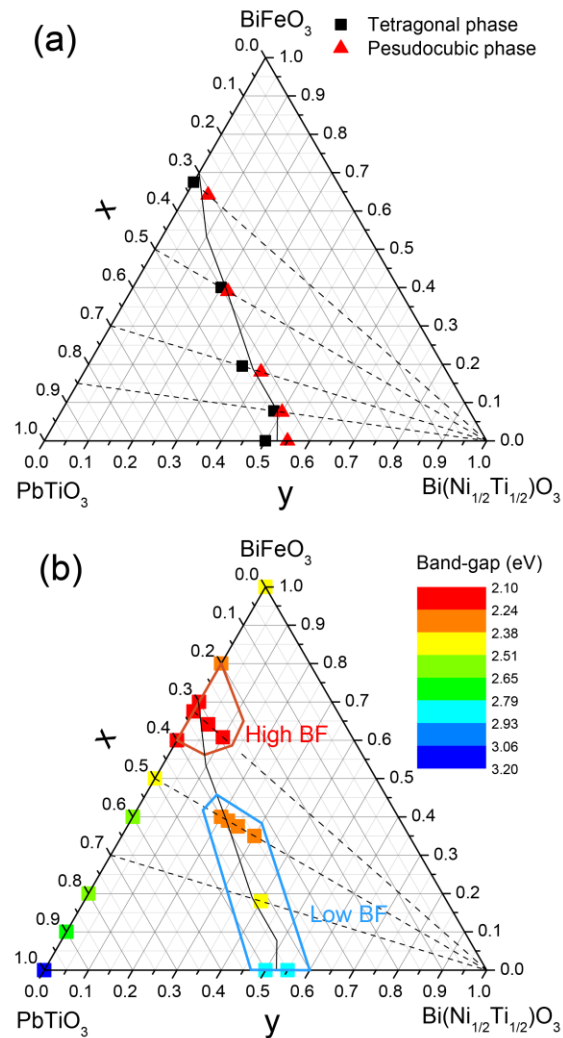 (a)
BiFeO3
Tetragonal phase
Pesudocubic phase
0.0
0.1
0.2
0.3
0.4
0.5
0.6
0.7
0.8
0.9
1.0
X
1.0
0.9
0.8
0.7
0.6
0.5
0.4
0.3
0.2
0.1
0.0
0.0 0.1 0.2 0.3 0.4 0.5 0.6 0.7 0.8 0.9 1.0
PbTiO3
y
Bi(Ni1/2Ti1/2)O3
(b)
BiFeO3
Band-gap (eV)
2.10
2.24
2.38
2.51
2.65
2.79
2.93
3.06
3.20
0.0
0.1
0.2
0.3
0.4
0.5
0.6
0.7
0.8
0.9
1.0
X
1.0
0.9
0.8
0.7
0.6
0.5
0.4
0.3
0.2
0.1
0.0
High BF
Low BF
0.0 0.1 0.2 0.3 0.4 0.5 0.6 0.7 0.8 0.9 1.0
PbTiO3
y
Bi(Ni1/2Ti1/2)O3